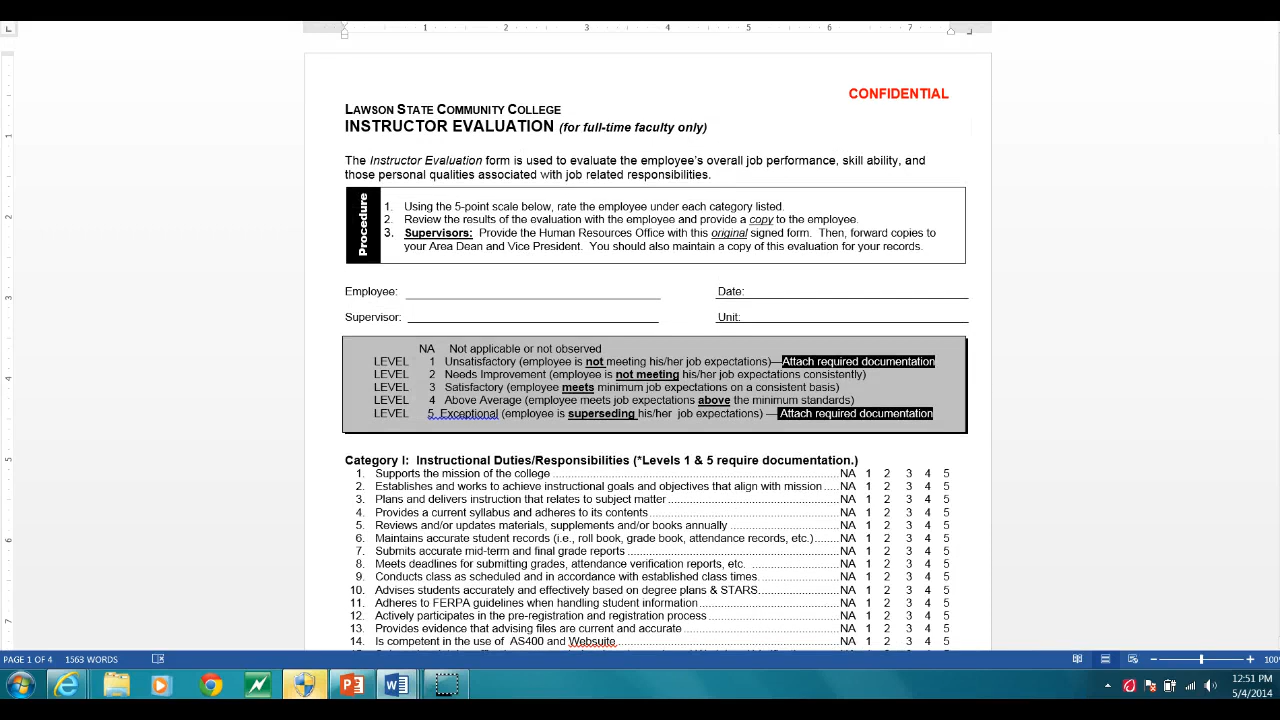 1 2 3 4 5 6 7
CONFIDENTIAL
LAWSON STATE COMMUNITY COLLEGE
INSTRUCTOR EVALUATION (for full-time faculty only)
The Instructor Evaluation form is used to evaluate the employee's overall job performance, skill ability, and
those personal qualities associated with job related responsibilities.
Procedure
1. Using the 5-point scale below, rate the employee under each category listed.
2. Review the results of the evaluation with the employee and provide a copy to the employee.
3. Supervisors: Provide the Human Resources Office with this original signed form. Then, forward copies to
your Area Dean and Vice President. You should also maintain a copy of this evaluation for your records.
Employee: Date:
Supervisor: Unit:
NA Not applicable or not observed
LEVEL 1 Unsatisfactory (employee is not meeting his/her job expectations)—Attach required documentation
LEVEL 2 Needs Improvement (employee is not meeting his/her job expectations consistently)
LEVEL 3 Satisfactory (employee meets minimum job expectations on a consistent basis)
LEVEL 4 Above Average (employee meets job expectations above the minimum standards)
LEVEL 5 Exceptional (employee is superseding his/her job expectations) — Attach required documentation
Category I: Instructional Duties/Responsibilities (*Levels 1 & 5 require documentation.)
1. Supports the mission of the college NA 1 2 3 4 5
2. Establishes and works to achieve instructional goals and objectives that align with mission NA 1 2 3 4 5
3. Plans and delivers instruction that relates to subject matter NA 1 2 3 4 5
4. Provides a current syllabus and adheres to its contents NA 1 2 3 4 5
5. Reviews and/or updates materials, supplements and/or books annually NA 1 2 3 4 5
6. Maintains accurate student records (i.e., roll book, grade book, attendance records, etc.) NA 1 2 3 4 5
7. Submits accurate mid-term and final grade reports NA 1 2 3 4 5
8. Meets deadlines for submitting grades, attendance verification reports, etc. NA 1 2 3 4 5
9. Conducts class as scheduled and in accordance with established class times. NA 1 2 3 4 5
10. Advises students accurately and effectively based on degree plans & STARS. NA 1 2 3 4 5
11. Adheres to FERPA guidelines when handling student information NA 1 2 3 4 5
12. Actively participates in the pre-registration and registration process NA 1 2 3 4 5
13. Provides evidence that advising files are current and accurate NA 1 2 3 4 5
14. Is competent in the use of AS400 and Websuite NA 1 2 3 4 5
PAGE 1 OF 4 1563 WORDS 100
12:51 PM
5/4/2014